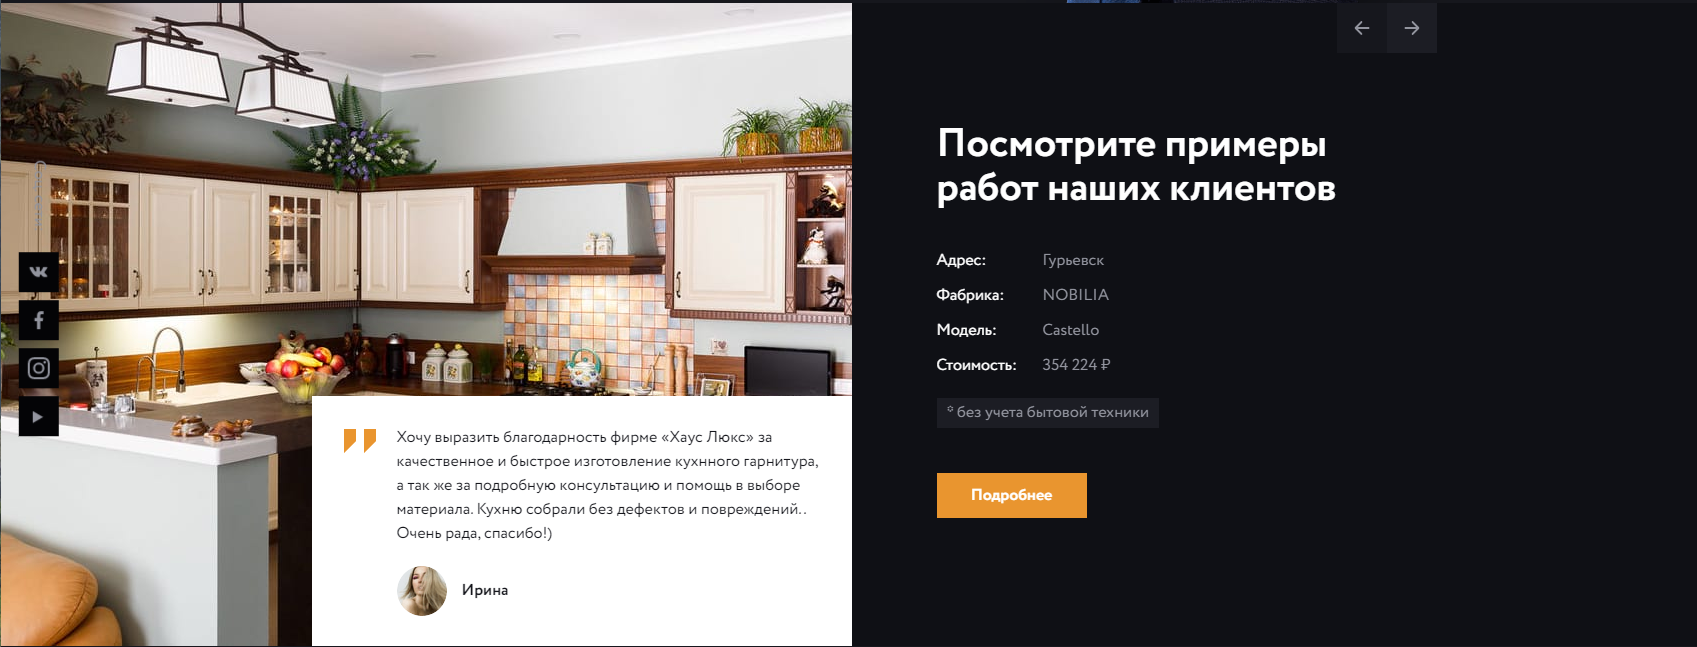 Посмотрите примеры
работ наших клиентов
Адрес: Гурьевск
Фабрика: NOBILIA
Модель: Castello
Стоимость: 354 224 ₽
* без учета бытовой техники
Подробнее
Хочу выразить благодарность фирме «Хаус Люкс» за
качественное и быстрое изготовление кухнного гарнитура,
а так же за подробную консультацию и помощь в выборе
материала. Кухню собрали без дефектов и повреждений..
Очень рада, спасибо!)
Ирина